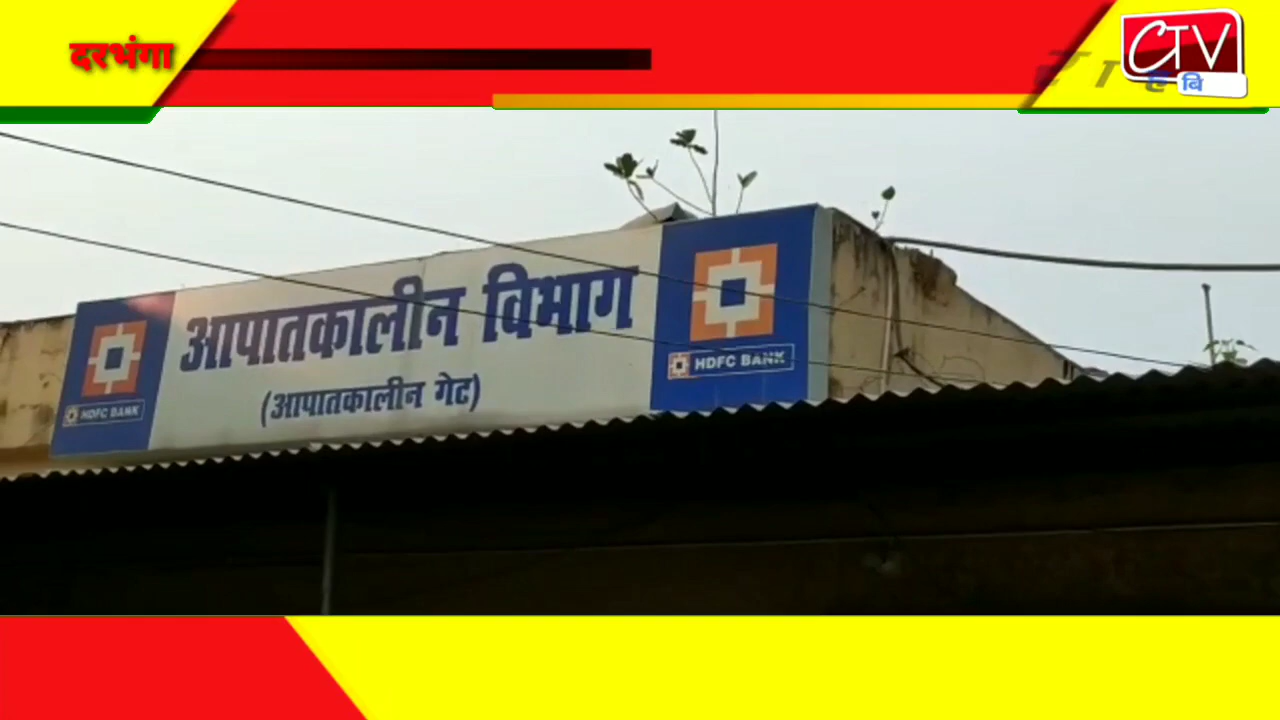 दरभंगा
CTV
बि
आपातकालीन विभाग
(आपातकालीन गेट)
HDFC BANK
HDFC BANK